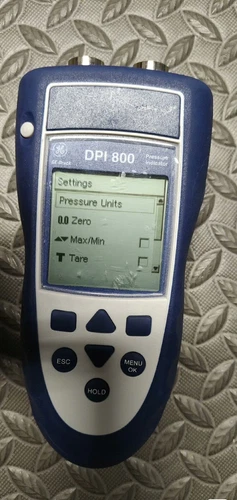 DPI 800
Pressure
Indicator
Settings
Pressure Units
0.0 Zero
Max/Min
Tare
ESC
MENU
OK
HOLD